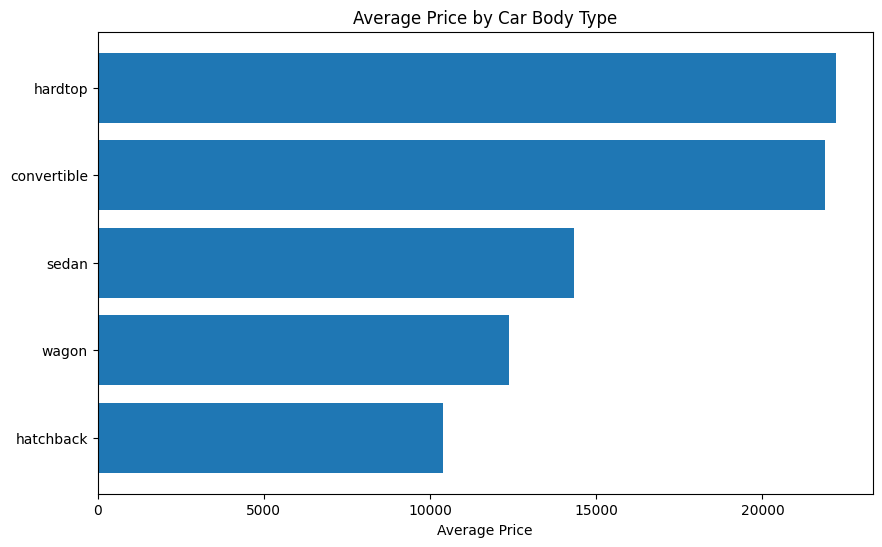 Average Price by Car Body Type
hardtop
convertible
sedan
wagon
hatchback
0 5000 10000 15000 20000
Average Price